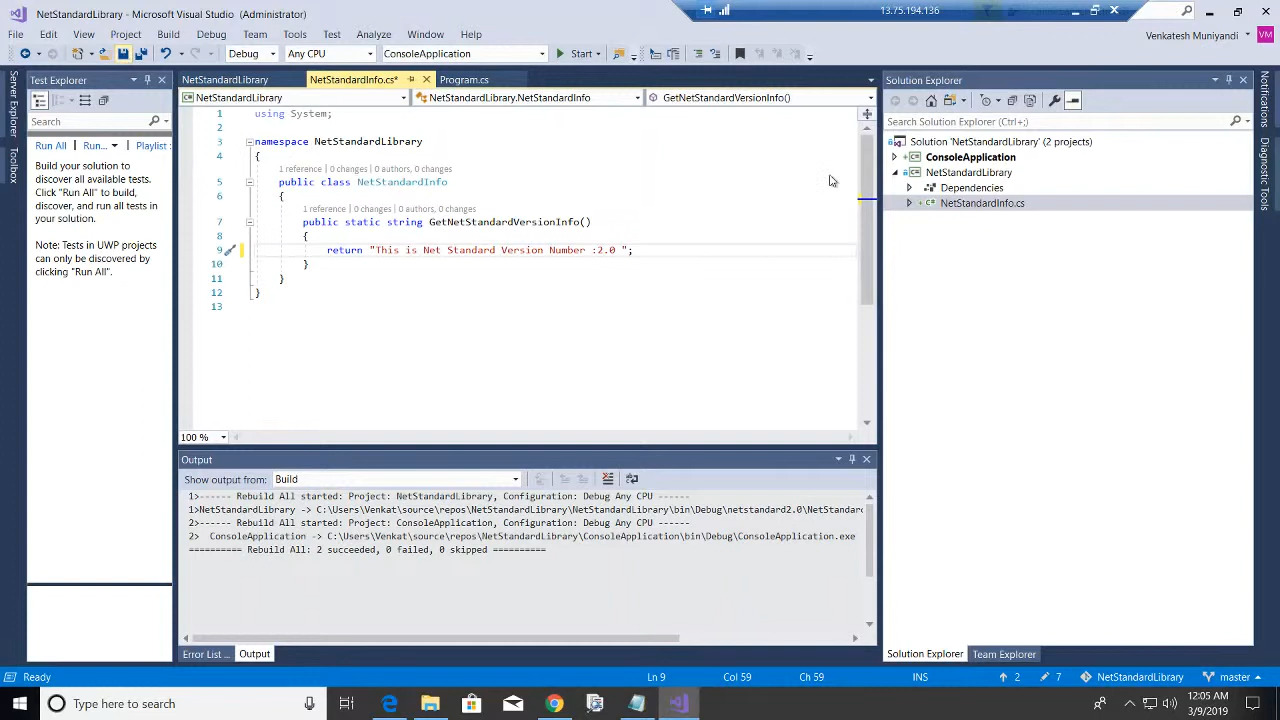 NetStandardLibrary - Microsoft Visual Studio (Administrator)
13.75.194.136
File Edit View Project Build Debug Team Tools Test Analyze Window Help
Venkatesh Muniyandi VM
Debug Any CPU ConsoleApplication Start
Server Explorer
Toolbox
Test Explorer
Search
Run All Run... Playlist :
Build your solution to
discover all available tests.
Click "Run All" to build,
discover, and run all tests in
your solution.
Note: Tests in UWP projects
can only be discovered by
clicking "Run All".
NetStandardLibrary NetStandardInfo.cs* Program.cs
NetStandardLibrary NetStandardLibrary.NetStandardInfo GetNetStandardVersionInfo()
1 using System;
2
3 namespace NetStandardLibrary
4 {
1 reference | 0 changes | 0 authors, 0 changes
5 public class NetStandardInfo
6 {
1 reference | 0 changes | 0 authors, 0 changes
7 public static string GetNetStandardVersionInfo()
8 {
9 return "This is Net Standard Version Number :2.0 ";
10 }
11 }
12 }
13
100 %
Output
Show output from: Build
1>------ Rebuild All started: Project: NetStandardLibrary, Configuration: Debug Any CPU ------
1>NetStandardLibrary -> C:\Users\Venkat\source\repos\NetStandardLibrary\NetStandardLibrary\bin\Debug\netstandard2.0\NetStandard
2>------ Rebuild All started: Project: ConsoleApplication, Configuration: Debug Any CPU ------
2> ConsoleApplication -> C:\Users\Venkat\source\repos\NetStandardLibrary\ConsoleApplication\bin\Debug\ConsoleApplication.exe
========== Rebuild All: 2 succeeded, 0 failed, 0 skipped ==========
Error List ... Output
Solution Explorer
Search Solution Explorer (Ctrl+;)
Solution 'NetStandardLibrary' (2 projects)
ConsoleApplication
NetStandardLibrary
Dependencies
NetStandardInfo.cs
Solution Explorer Team Explorer
Notifications
Diagnostic Tools
Ready Ln 9 Col 59 Ch 59 INS 2 7 NetStandardLibrary master
Type here to search
12:05 AM
3/9/2019